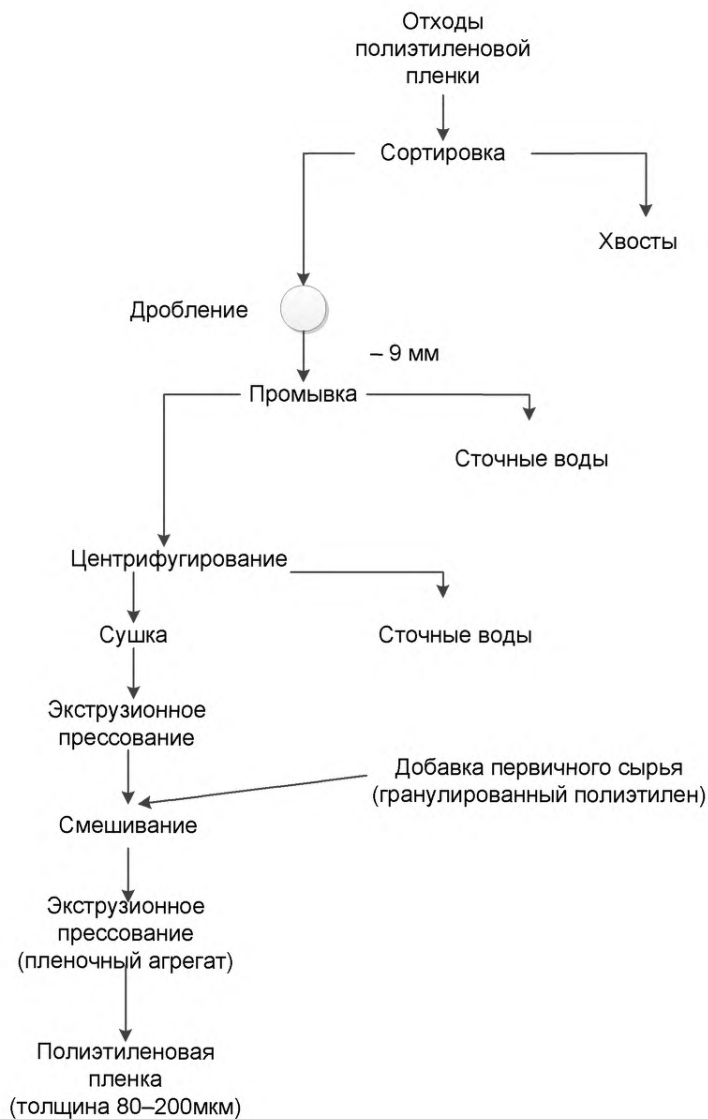 Отходы
полиэтиленовой
пленки
Сортировка
Хвосты
Дробление
– 9 мм
Промывка
Сточные воды
Центрифугирование
Сушка
Сточные воды
Экструзионное
прессование
Добавка первичного сырья
(гранулированный полиэтилен)
Смешивание
Экструзионное
прессование
(пленочный агрегат)
Полиэтиленовая
пленка
(толщина 80–200мкм)